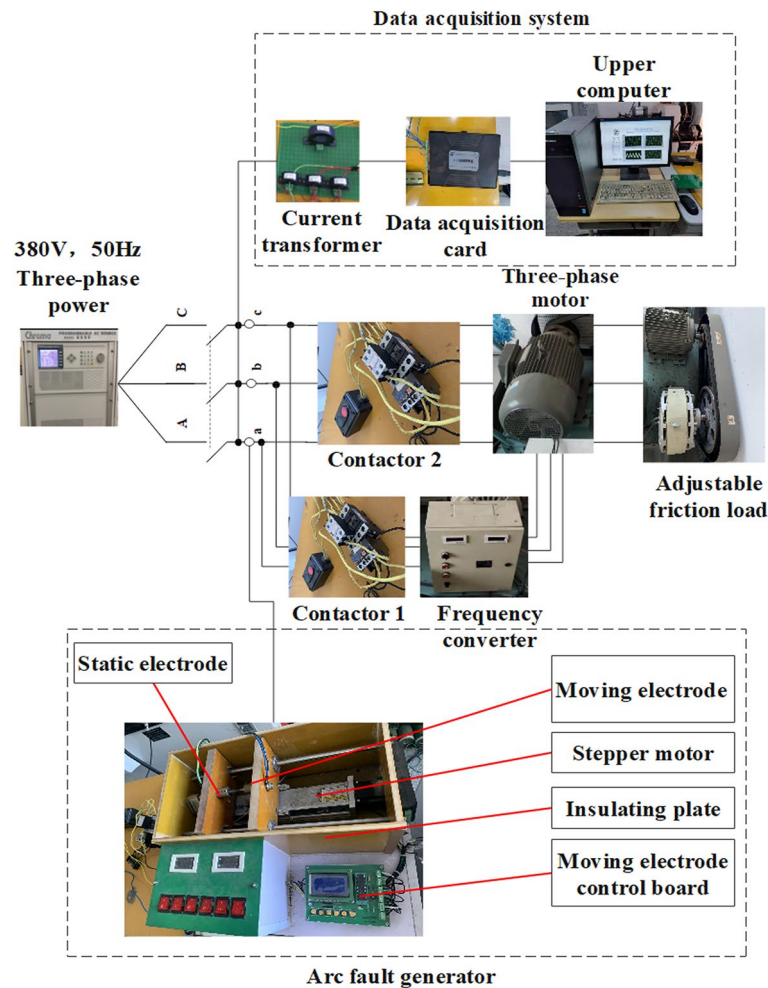 Data acquisition system
Upper
computer
Current
transformer
Data acquisition
card
380V，50Hz
Three-phase
power
Three-phase
motor
Chroma
C
c
B
b
A
a
Contactor 2
Adjustable
friction load
Contactor 1
Frequency
converter
Static electrode
Moving electrode
Stepper motor
Insulating plate
Moving electrode
control board
Arc fault generator